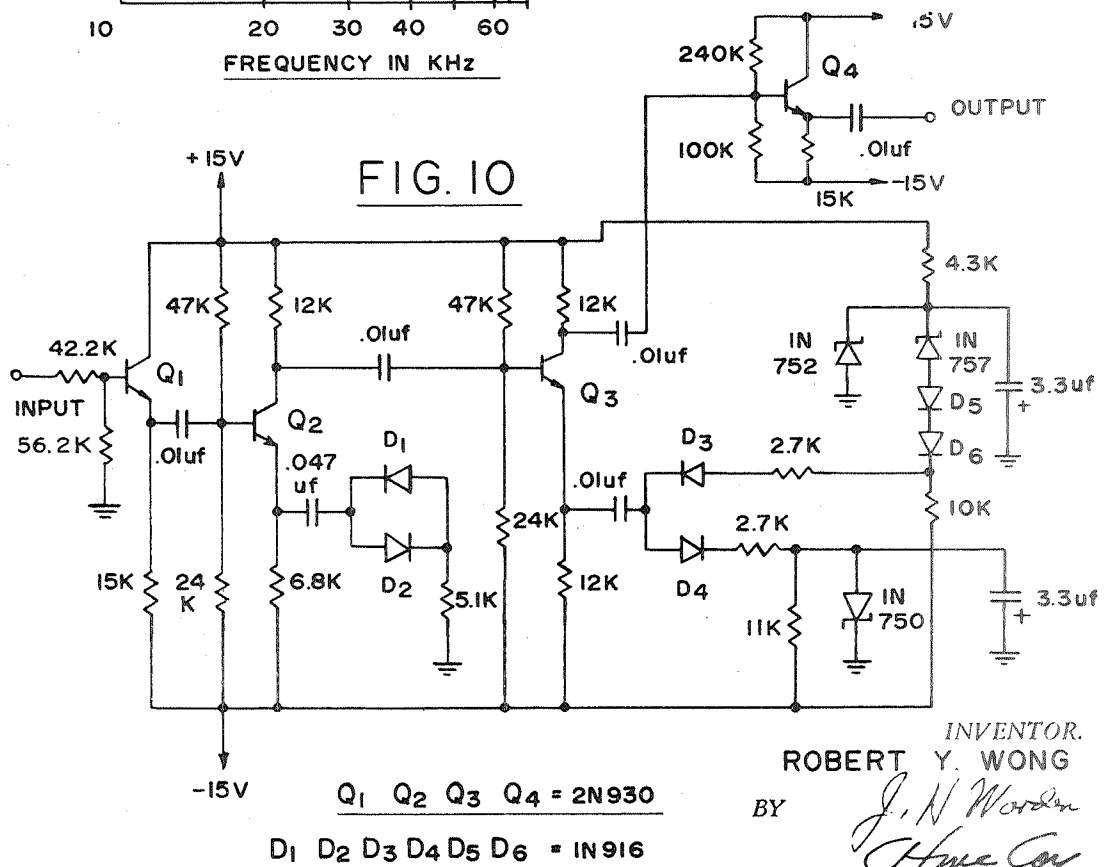 10 20 30 40 60
FREQUENCY IN KHz
FIG. 10
15V
240K
Q4
OUTPUT
100K
.01uf
-15V
15K
+15V
4.3K
47K
12K
47K
12K
.01uf
.01uf
IN
752
IN
757
42.2K
Q1
INPUT
56.2K
.01uf
Q2
Q3
3.3uf
+
D5
D6
.047
uf
D1
D3
2.7K
.01uf
10K
24K
2.7K
15K
24
K
6.8K
D2
5.1K
12K
D4
11K
IN
750
3.3uf
+
-15V
INVENTOR.
ROBERT Y. WONG
Q1 Q2 Q3 Q4 = 2N930
BY
J. H Warden
D1 D2 D3 D4 D5 D6 = IN916